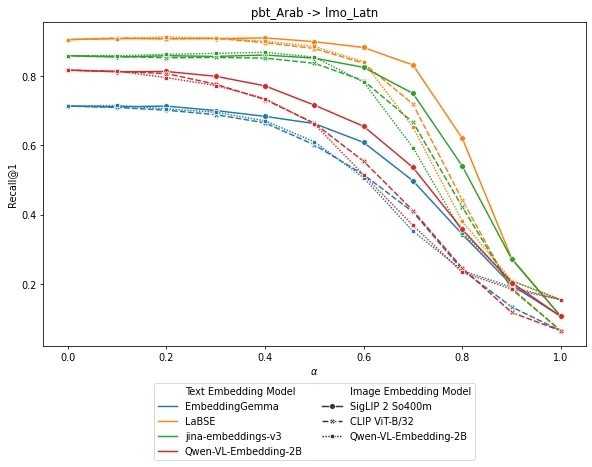 pbt_Arab -> lmo_Latn
Recall@1
0.8
0.6
0.4
0.2
0.0 0.2 0.4 0.6 0.8 1.0
α
Text Embedding Model Image Embedding Model
EmbeddingGemma SigLIP 2 So400m
LaBSE CLIP ViT-B/32
jina-embeddings-v3 Qwen-VL-Embedding-2B
Qwen-VL-Embedding-2B